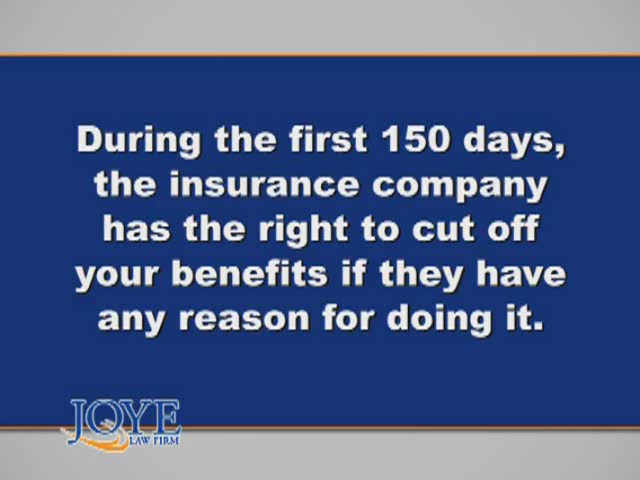 During the first 150 days,
the insurance company
has the right to cut off
your benefits if they have
any reason for doing it.
JOYE
LAW FIRM